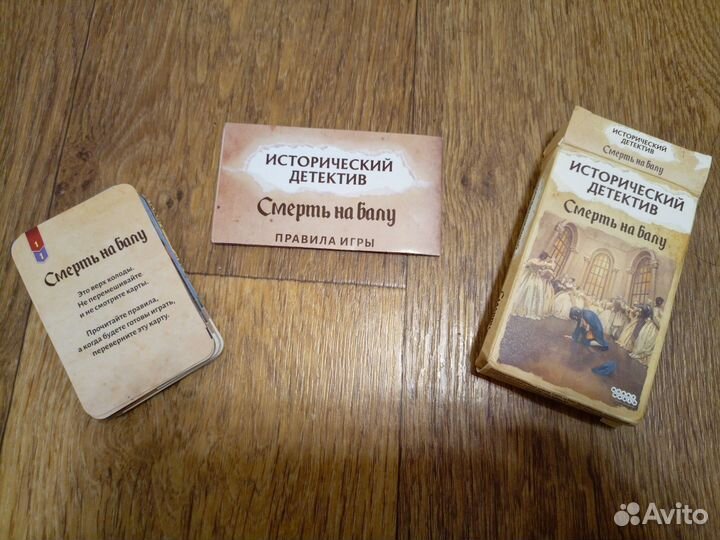 1
1
Смерть на балу
Это верх колоды.
Не перемешивайте
и не смотрите карты.
Прочитайте правила,
а когда будете готовы играть,
переверните эту карту.
ИСТОРИЧЕСКИЙ
ДЕТЕКТИВ
Смерть на балу
ПРАВИЛА ИГРЫ
ИСТОРИЧЕСКИЙ
ДЕТЕКТИВ
Смерть на балу
ИСТОРИЧЕСКИЙ
ДЕТЕКТИВ
Смерть на балу
Avito